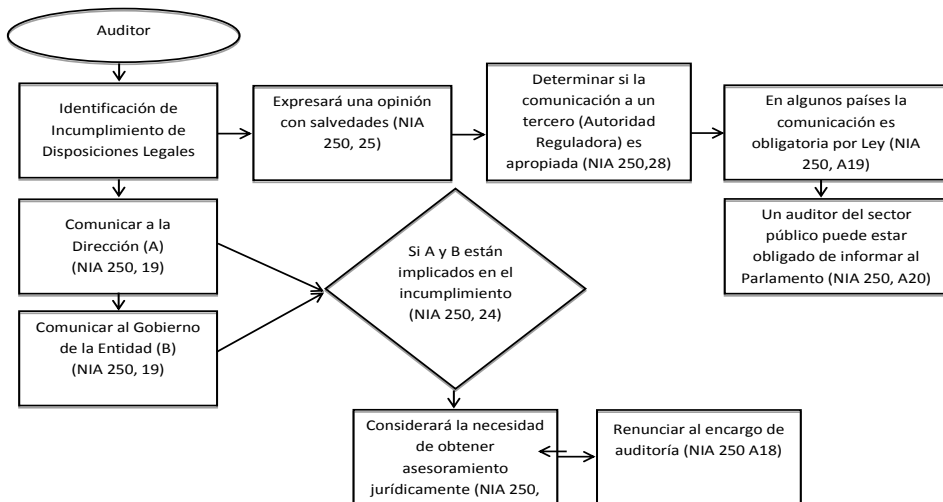 Auditor
Identificación de
Incumplimiento de
Disposiciones Legales
Expresará una opinión
con salvedades (NIA
250, 25)
Determinar si la
comunicación a un
tercero (Autoridad
Reguladora) es
apropiada (NIA 250,28)
En algunos países la
comunicación es
obligatoria por Ley (NIA
250, A19)
Un auditor del sector
público puede estar
obligado de informar al
Parlamento (NIA 250, A20)
Comunicar a la
Dirección (A)
(NIA 250, 19)
Comunicar al Gobierno
de la Entidad (B)
(NIA 250, 19)
Si A y B están
implicados en el
incumplimiento
(NIA 250, 24)
Considerará la necesidad
de obtener
asesoramiento
jurídicamente (NIA 250,
Renunciar al encargo de
auditoría (NIA 250 A18)